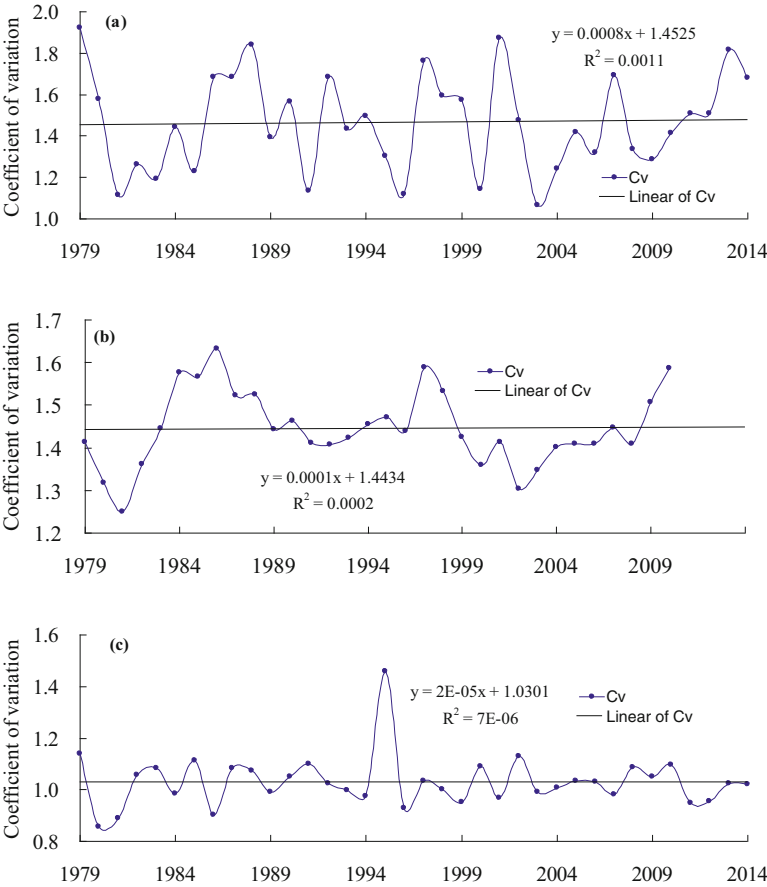 (a)
Coefficient of variation
2.0
1.8
1.6
1.4
1.2
1.0
y = 0.0008x + 1.4525
R² = 0.0011
Cv
Linear of Cv
1979 1984 1989 1994 1999 2004 2009 2014
(b)
Coefficient of variation
1.7
1.6
1.5
1.4
1.3
1.2
Cv
Linear of Cv
y = 0.0001x + 1.4434
R² = 0.0002
1979 1984 1989 1994 1999 2004 2009
(c)
Coefficient of variation
1.6
1.4
1.2
1.0
0.8
y = 2E-05x + 1.0301
R² = 7E-06
Cv
Linear of Cv
1979 1984 1989 1994 1999 2004 2009 2014